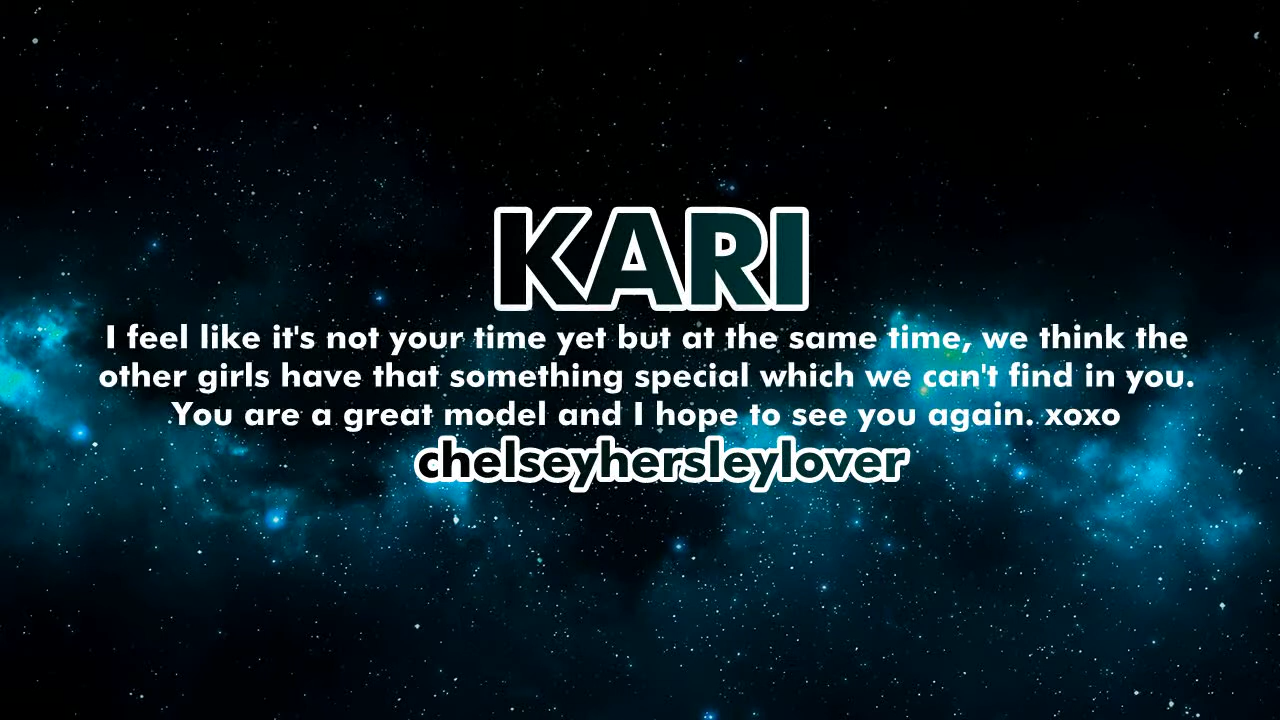 KARI
I feel like it's not your time yet but at the same time, we think the
other girls have that something special which we can't find in you.
You are a great model and I hope to see you again. xoxo
chelseyhersleylover